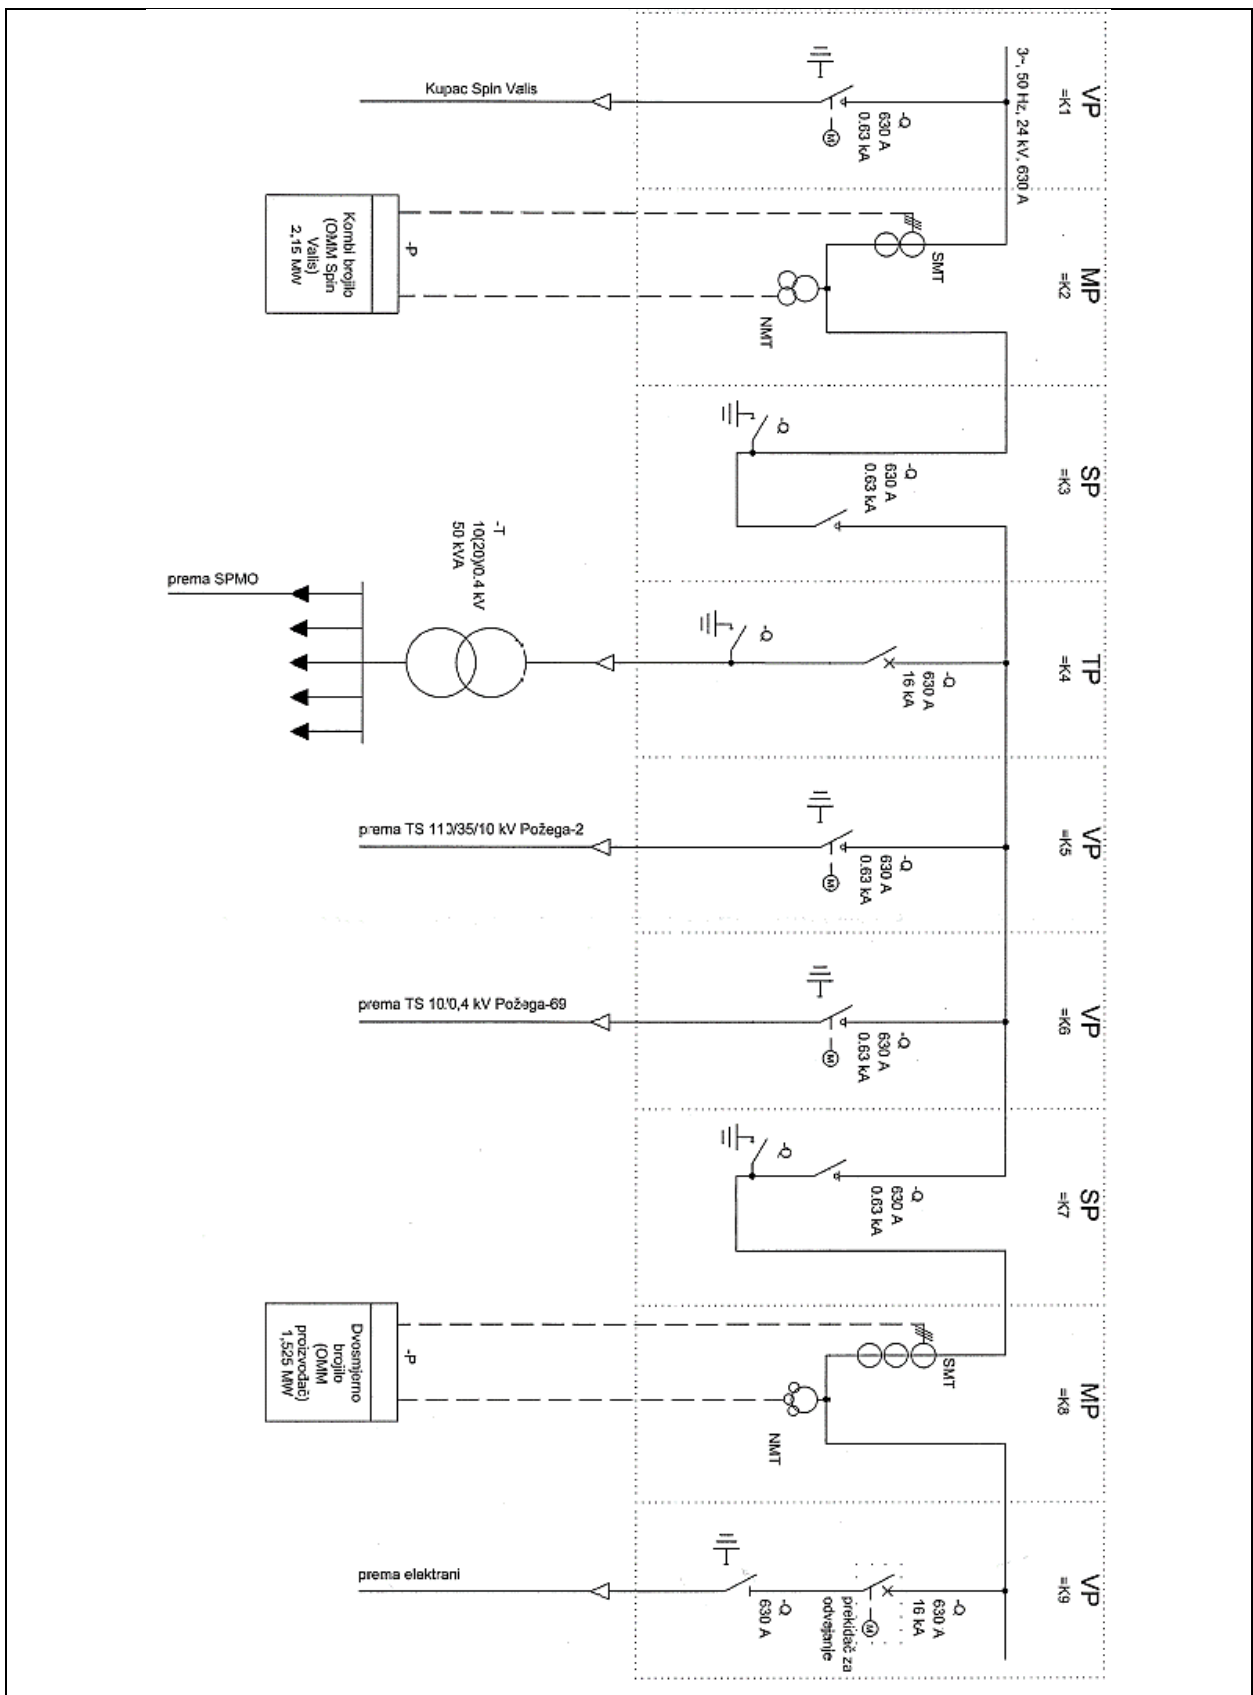 3~, 50 Hz, 24 kV, 630 A
VP
=K1
-Q
630 A
0.63 kA
M
Kupac Spin Valis
MP
=K2
SMT
NMT
-P
Kombi brojilo
(OMM Spin
Valis)
2,15 MW
SP
=K3
-Q
-Q
630 A
0.63 kA
TP
=K4
-Q
630 A
16 kA
-Q
-T
10(20)/0.4 kV
50 kVA
prema SPMO
VP
=K5
-Q
630 A
0.63 kA
M
prema TS 110/35/10 kV Požega-2
VP
=K6
-Q
630 A
0.63 kA
M
prema TS 10/0,4 kV Požega-69
SP
=K7
-Q
630 A
0.63 kA
-Q
MP
=K8
SMT
NMT
-P
Dvosmjerno
brojilo
(OMM
proizvođač)
1,525 MW
VP
=K9
-Q
630 A
16 kA
M
prekidač za
odvajanje
-Q
630 A
prema elektrani